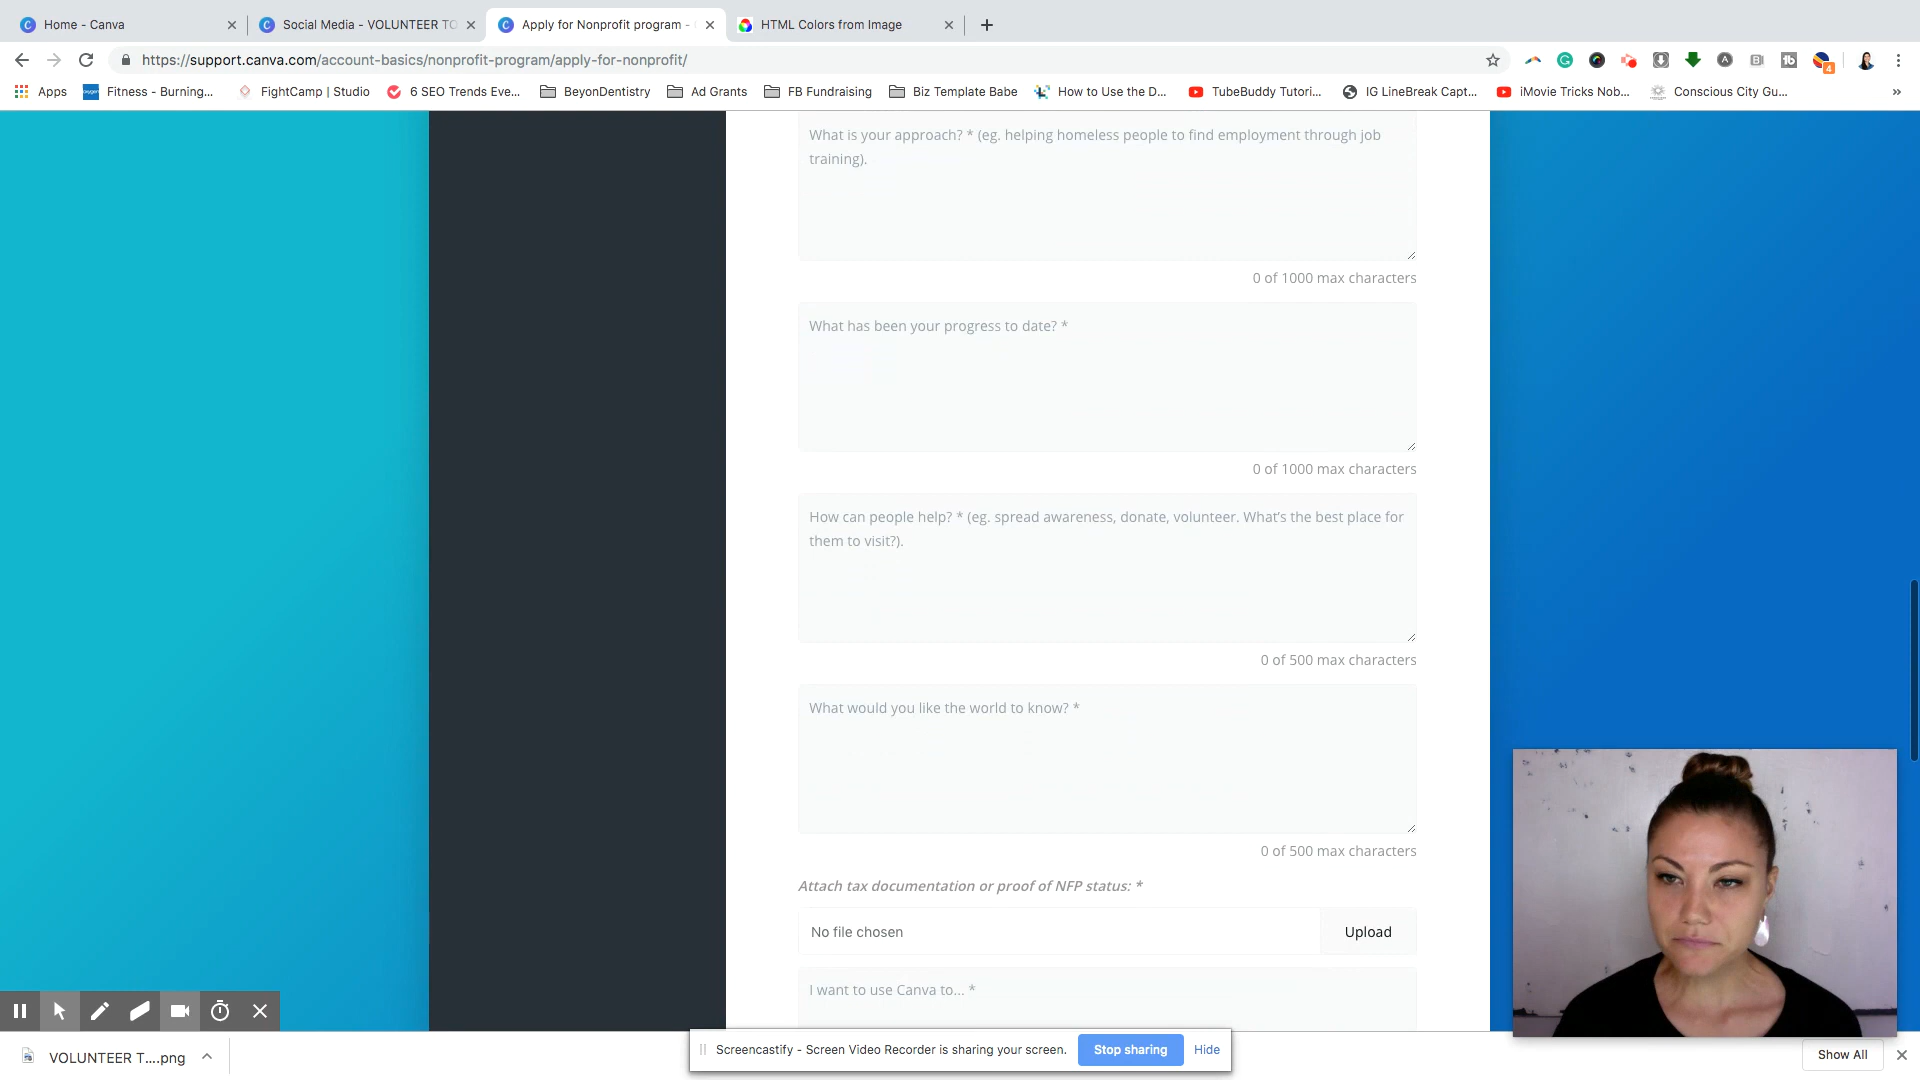 Home - Canva
Social Media - VOLUNTEER TO
Apply for Nonprofit program -
HTML Colors from Image
https://support.canva.com/account-basics/nonprofit-program/apply-for-nonprofit/
4
Apps
Fitness - Burning...
FightCamp | Studio
6 SEO Trends Eve...
BeyonDentistry
Ad Grants
FB Fundraising
Biz Template Babe
How to Use the D...
TubeBuddy Tutori...
IG LineBreak Capt...
iMovie Tricks Nob...
Conscious City Gu...
»
What is your approach? * (eg. helping homeless people to find employment through job
training).
0 of 1000 max characters
What has been your progress to date? *
0 of 1000 max characters
How can people help? * (eg. spread awareness, donate, volunteer. What's the best place for
them to visit?).
0 of 500 max characters
What would you like the world to know? *
0 of 500 max characters
Attach tax documentation or proof of NFP status: *
No file chosen
Upload
I want to use Canva to... *
Screencastify - Screen Video Recorder is sharing your screen.
Stop sharing
Hide
VOLUNTEER T....png
Show All